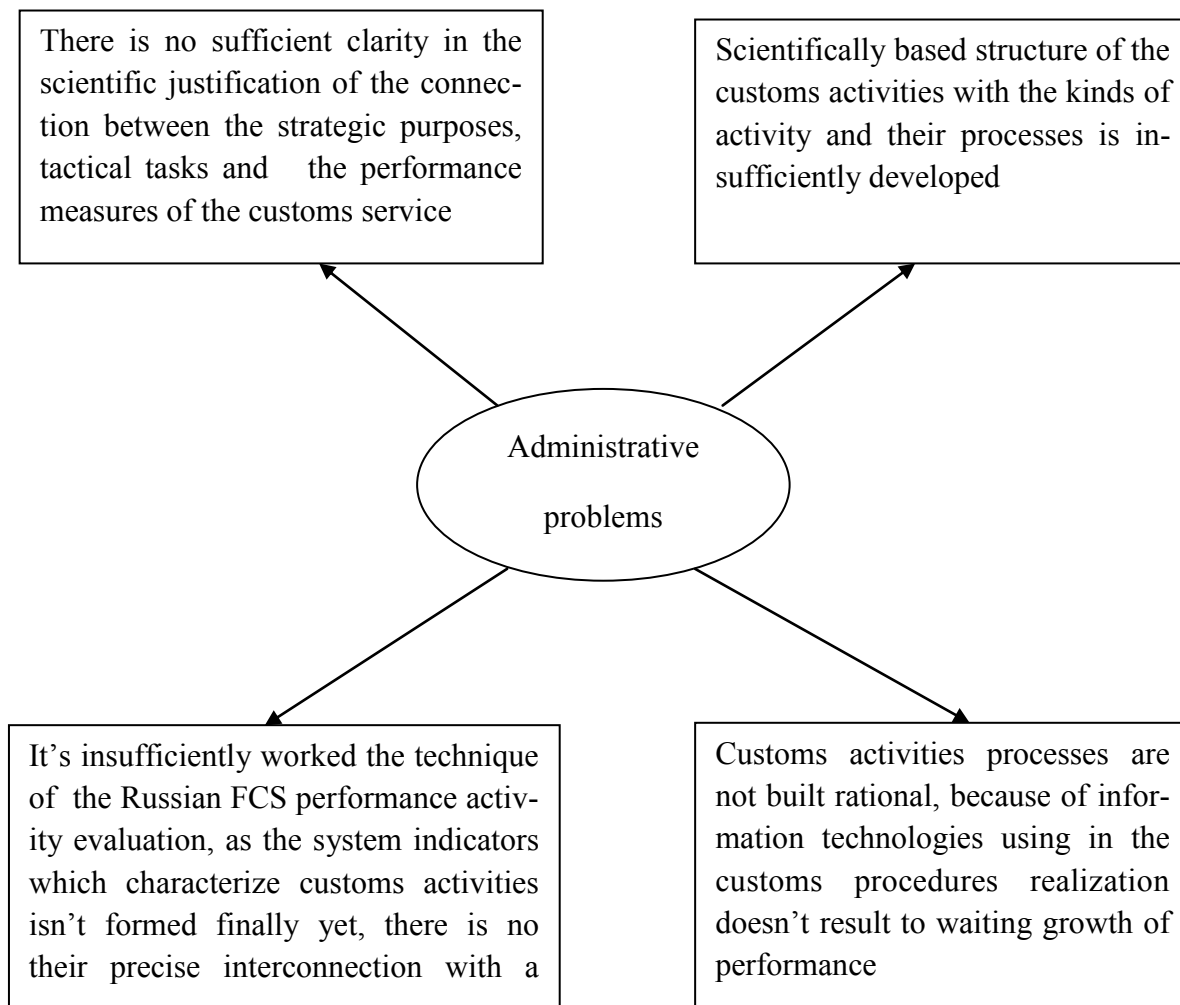 There is no sufficient clarity in the
scientific justification of the connec-
tion between the strategic purposes,
tactical tasks and the performance
measures of the customs service
Scientifically based structure of the
customs activities with the kinds of
activity and their processes is in-
sufficiently developed
Administrative
problems
It’s insufficiently worked the technique
of the Russian FCS performance activ-
ity evaluation, as the system indicators
which characterize customs activities
isn’t formed finally yet, there is no
their precise interconnection with a
Customs activities processes are
not built rational, because of infor-
mation technologies using in the
customs procedures realization
doesn’t result to waiting growth of
performance